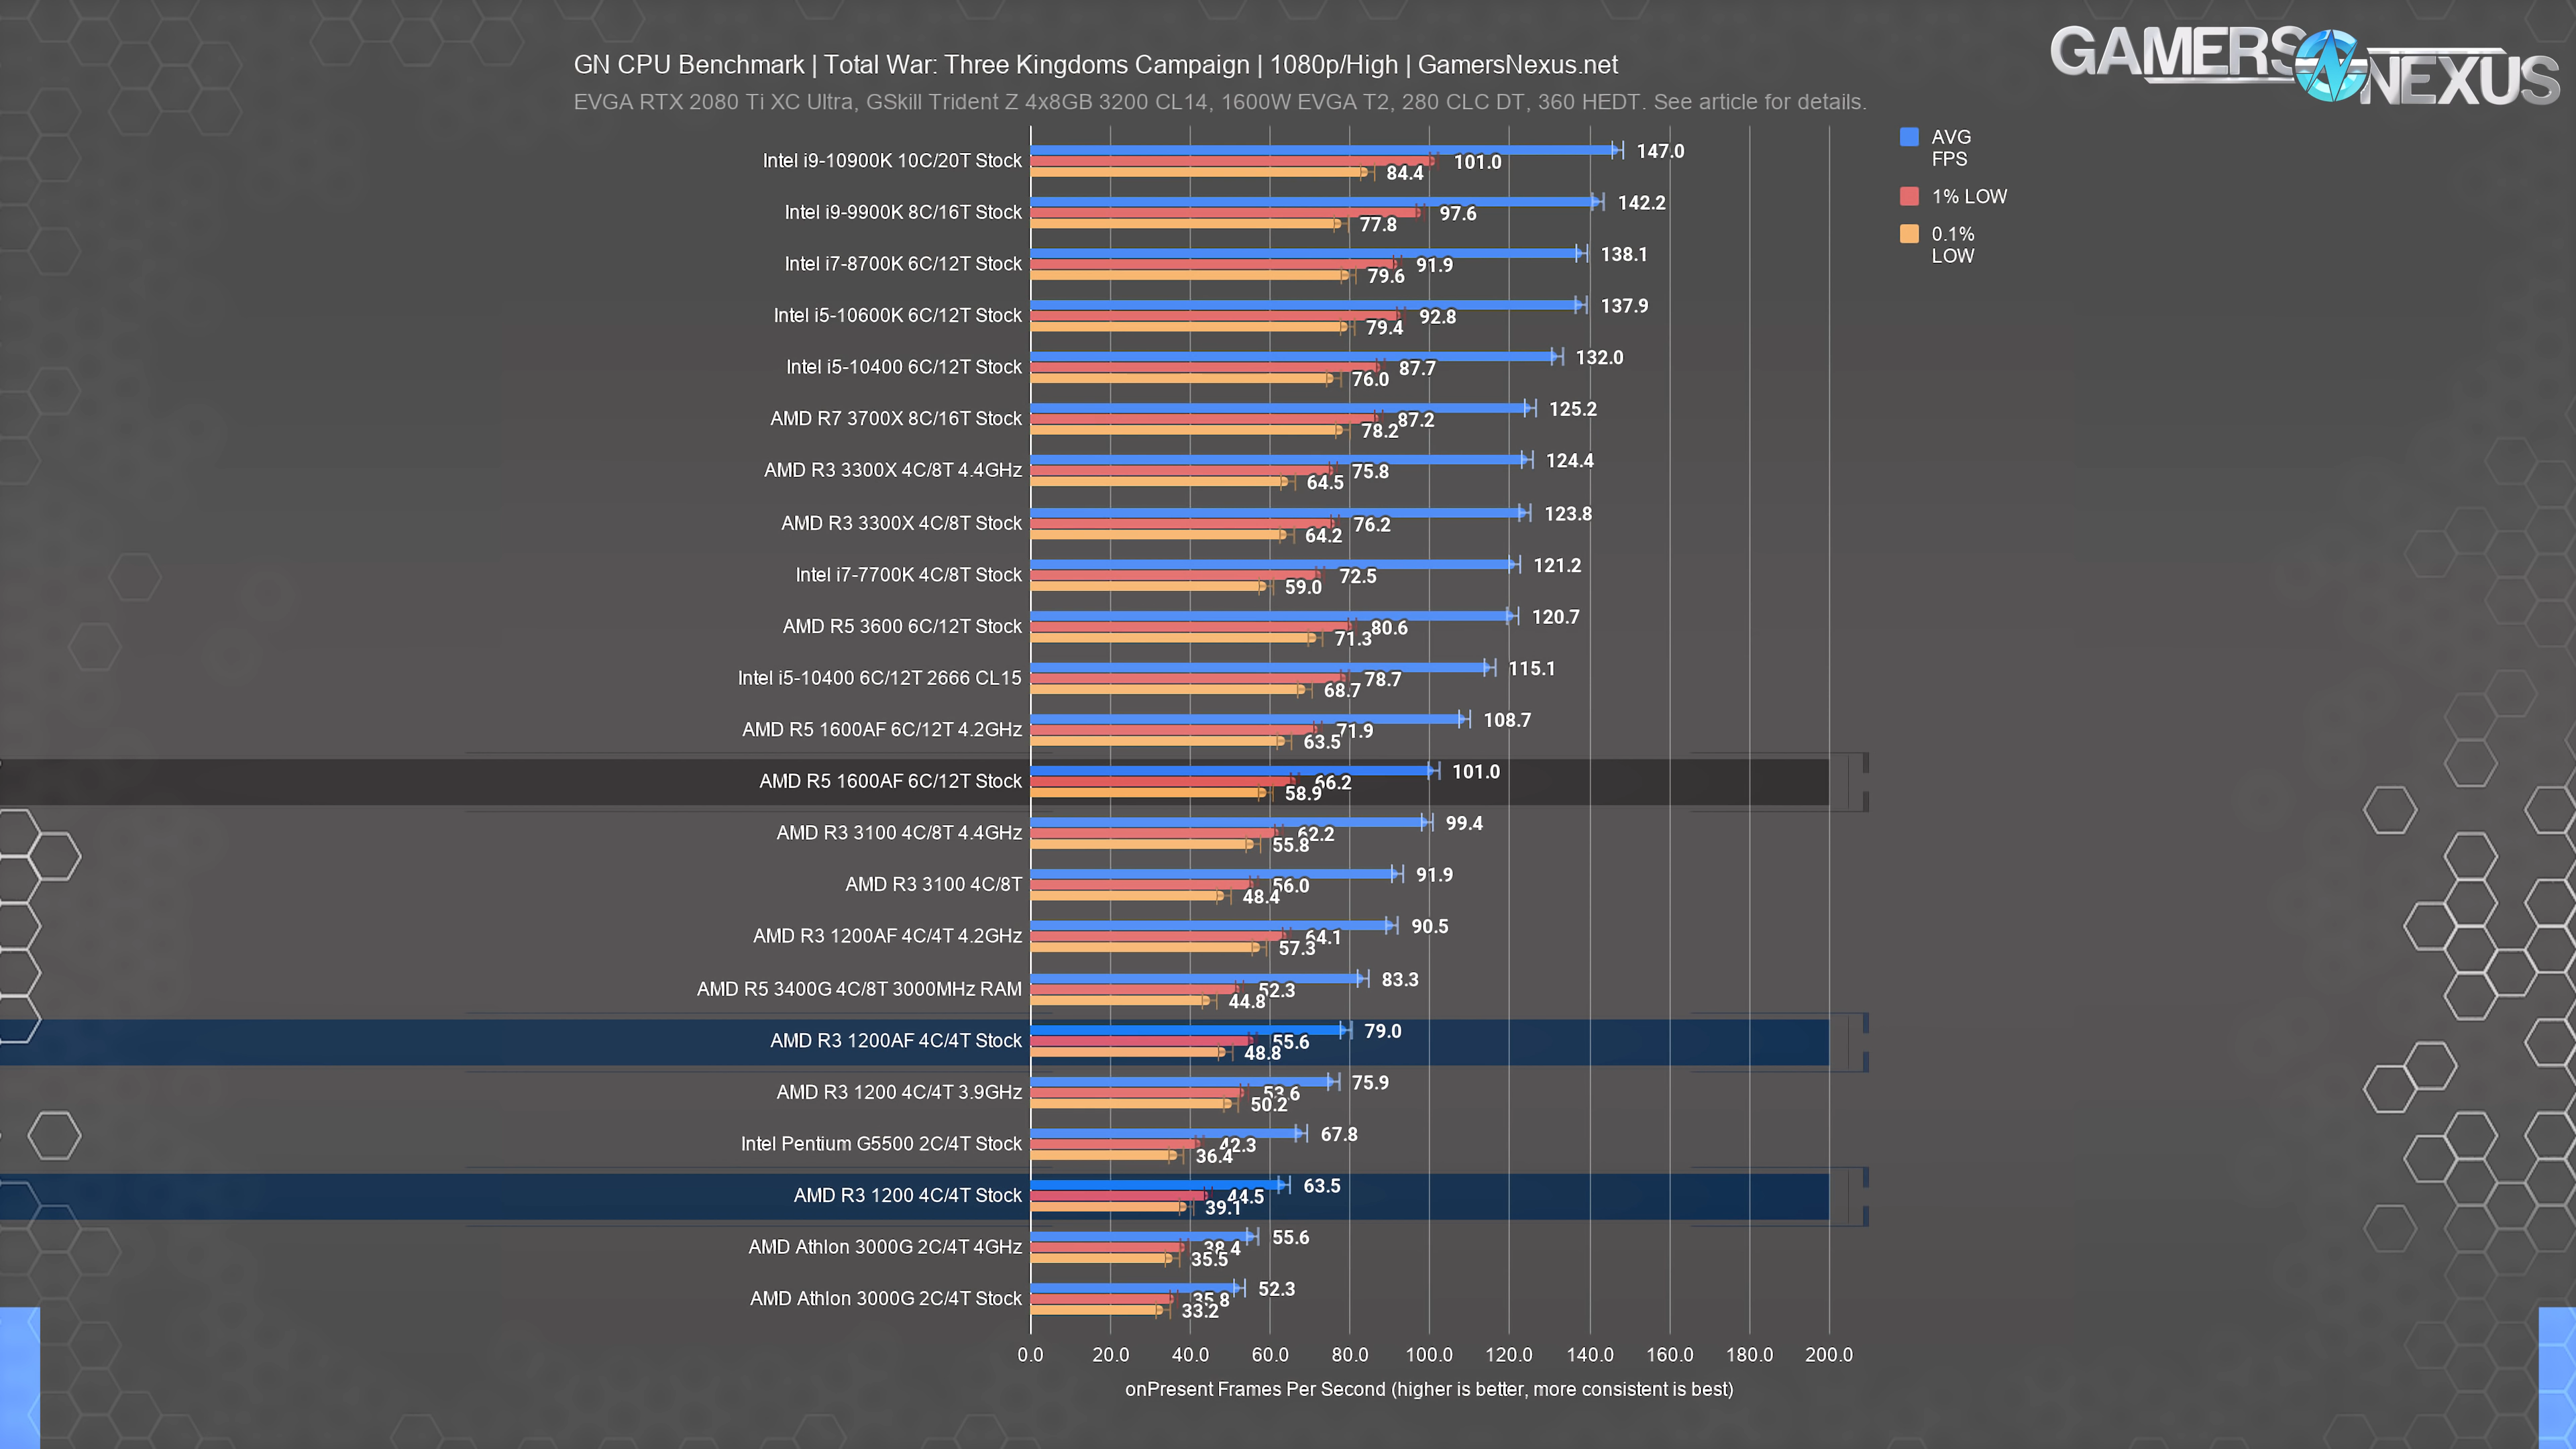 GAMERS NEXUS
GN CPU Benchmark | Total War: Three Kingdoms Campaign | 1080p/High | GamersNexus.net
EVGA RTX 2080 Ti XC Ultra, GSkill Trident Z 4x8GB 3200 CL14, 1600W EVGA T2, 280 CLC DT, 360 HEDT. See article for details.
AVG
FPS
1% LOW
0.1%
LOW
Intel i9-10900K 10C/20T Stock
147.0
101.0
84.4
Intel i9-9900K 8C/16T Stock
142.2
97.6
77.8
Intel i7-8700K 6C/12T Stock
138.1
91.9
79.6
Intel i5-10600K 6C/12T Stock
137.9
92.8
79.4
Intel i5-10400 6C/12T Stock
132.0
87.7
76.0
AMD R7 3700X 8C/16T Stock
125.2
87.2
78.2
AMD R3 3300X 4C/8T 4.4GHz
124.4
75.8
64.5
AMD R3 3300X 4C/8T Stock
123.8
76.2
64.2
Intel i7-7700K 4C/8T Stock
121.2
72.5
59.0
AMD R5 3600 6C/12T Stock
120.7
80.6
71.3
Intel i5-10400 6C/12T 2666 CL15
115.1
78.7
68.7
AMD R5 1600AF 6C/12T 4.2GHz
108.7
71.9
63.5
AMD R5 1600AF 6C/12T Stock
101.0
66.2
58.9
AMD R3 3100 4C/8T 4.4GHz
99.4
62.2
55.8
AMD R3 3100 4C/8T
91.9
56.0
48.4
AMD R3 1200AF 4C/4T 4.2GHz
90.5
64.1
57.3
AMD R5 3400G 4C/8T 3000MHz RAM
83.3
52.3
44.8
AMD R3 1200AF 4C/4T Stock
79.0
55.6
48.8
AMD R3 1200 4C/4T 3.9GHz
75.9
53.6
50.2
Intel Pentium G5500 2C/4T Stock
67.8
42.3
36.4
AMD R3 1200 4C/4T Stock
63.5
44.5
39.1
AMD Athlon 3000G 2C/4T 4GHz
55.6
38.4
35.5
AMD Athlon 3000G 2C/4T Stock
52.3
35.8
33.2
0.0 20.0 40.0 60.0 80.0 100.0 120.0 140.0 160.0 180.0 200.0
onPresent Frames Per Second (higher is better, more consistent is best)